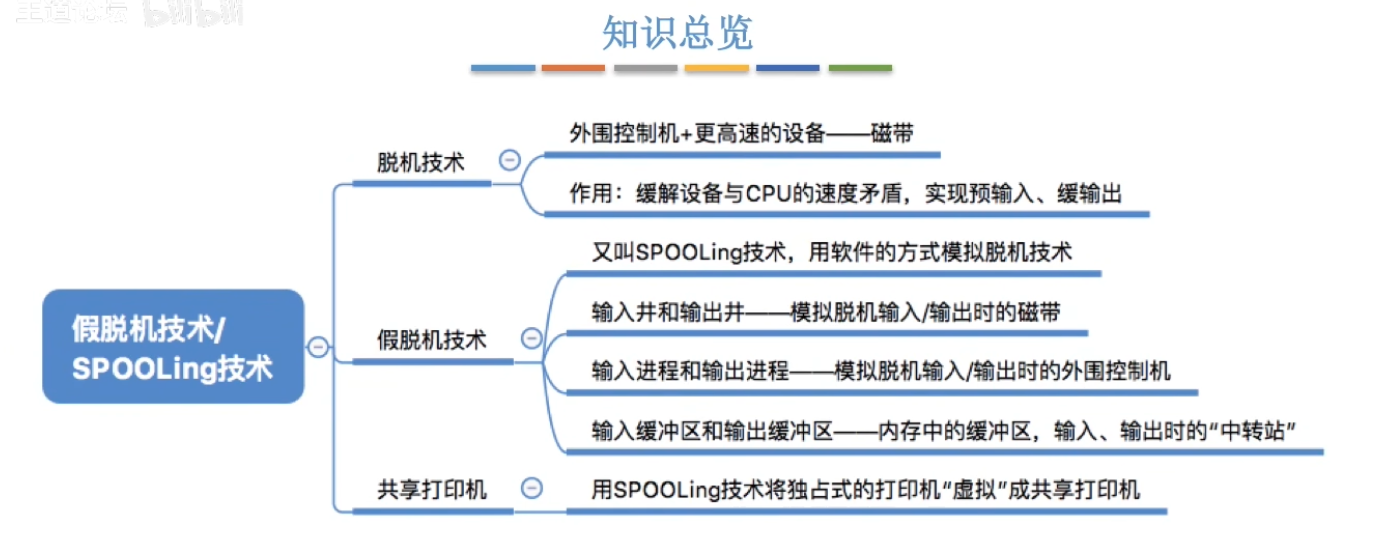 王道论坛 bilibili
知识总览
外围控制机+更高速的设备——磁带
脱机技术
作用：缓解设备与CPU的速度矛盾，实现预输入、缓输出
又叫SPOOLing技术，用软件的方式模拟脱机技术
输入井和输出井——模拟脱机输入/输出时的磁带
假脱机技术/
SPOOLing技术
假脱机技术
输入进程和输出进程——模拟脱机输入/输出时的外围控制机
输入缓冲区和输出缓冲区——内存中的缓冲区，输入、输出时的“中转站”
共享打印机
用SPOOLing技术将独占式的打印机“虚拟”成共享打印机